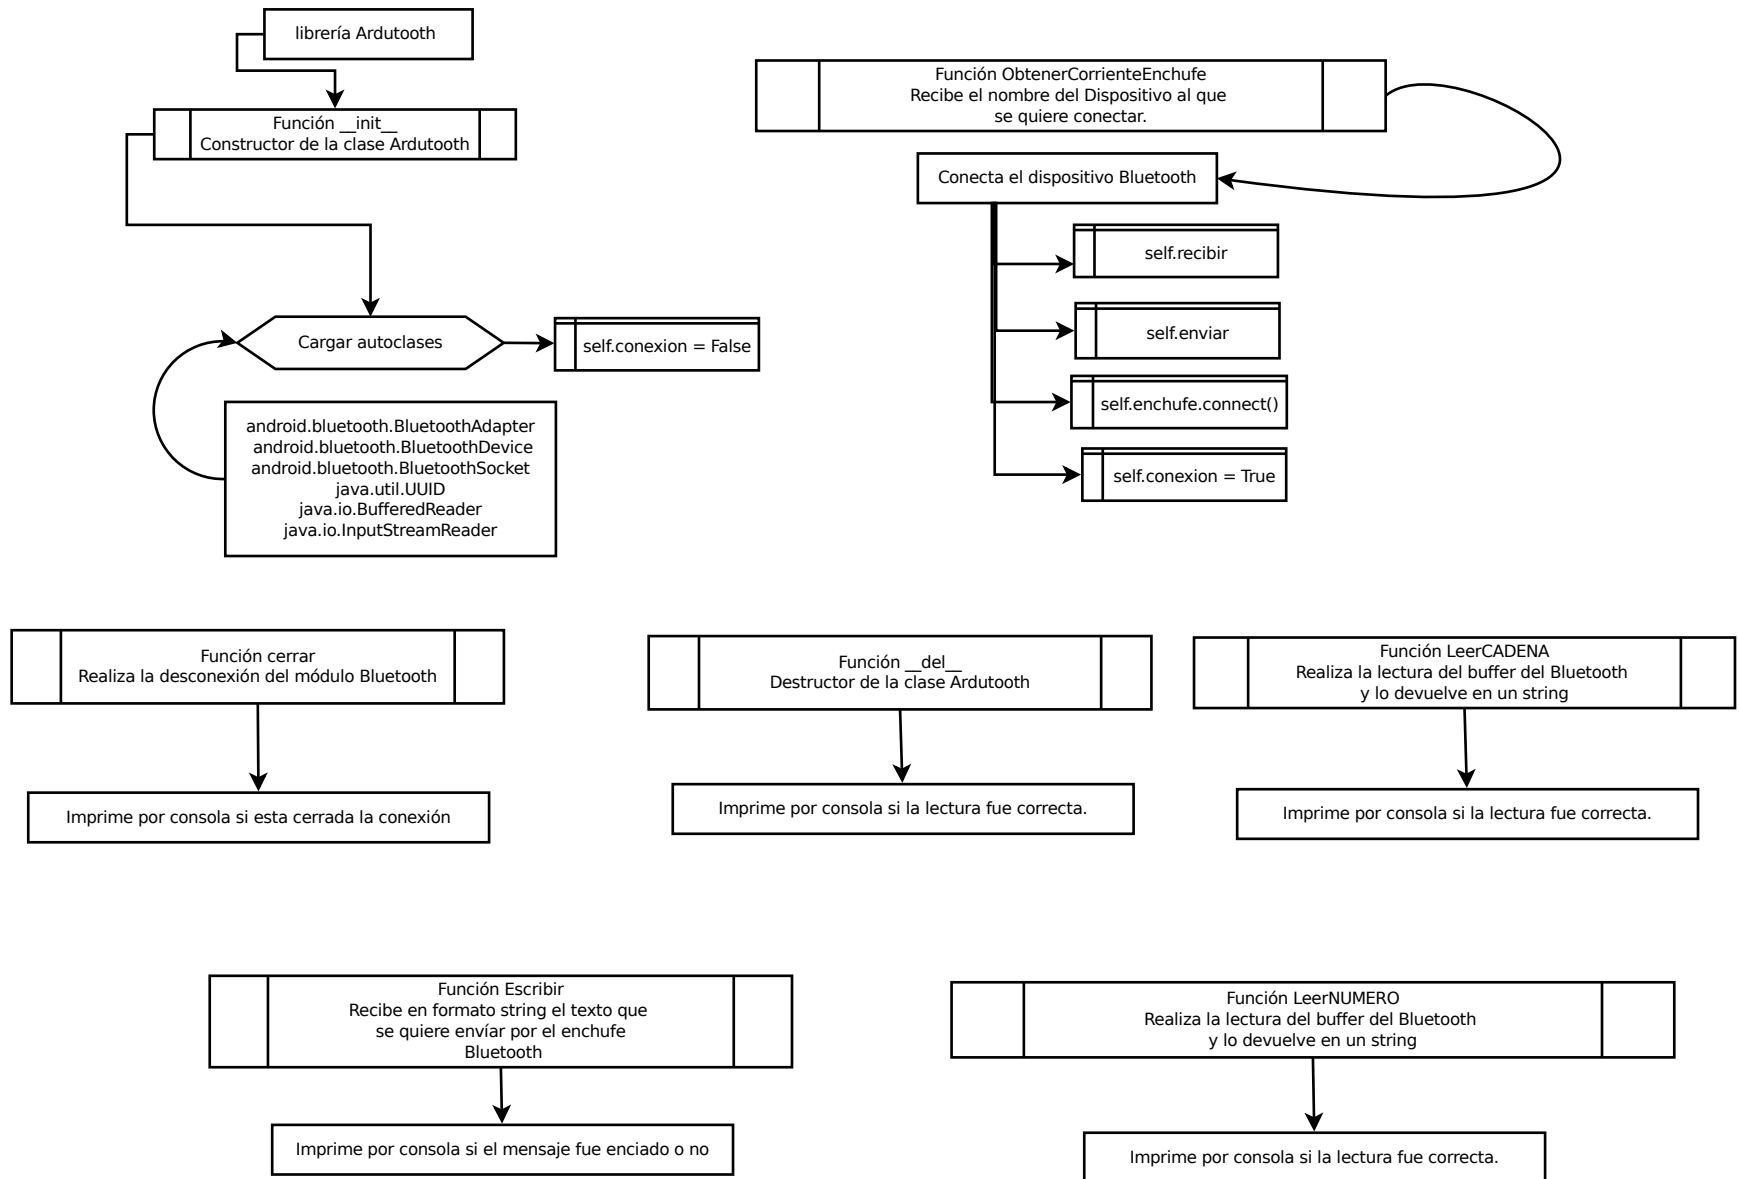 librería Ardutooth
Función __init__
Constructor de la clase Ardutooth
Cargar autoclases
self.conexion = False
android.bluetooth.BluetoothAdapter
android.bluetooth.BluetoothDevice
android.bluetooth.BluetoothSocket
java.util.UUID
java.io.BufferedReader
java.io.InputStreamReader
Función ObtenerCorrienteEnchufe
Recibe el nombre del Dispositivo al que
se quiere conectar.
Conecta el dispositivo Bluetooth
self.recibir
self.enviar
self.enchufe.connect()
self.conexion = True
Función cerrar
Realiza la desconexión del módulo Bluetooth
Imprime por consola si esta cerrada la conexión
Función __del__
Destructor de la clase Ardutooth
Imprime por consola si la lectura fue correcta.
Función LeerCADENA
Realiza la lectura del buffer del Bluetooth
y lo devuelve en un string
Imprime por consola si la lectura fue correcta.
Función Escribir
Recibe en formato string el texto que
se quiere envíar por el enchufe
Bluetooth
Imprime por consola si el mensaje fue enciado o no
Función LeerNUMERO
Realiza la lectura del buffer del Bluetooth
y lo devuelve en un string
Imprime por consola si la lectura fue correcta.